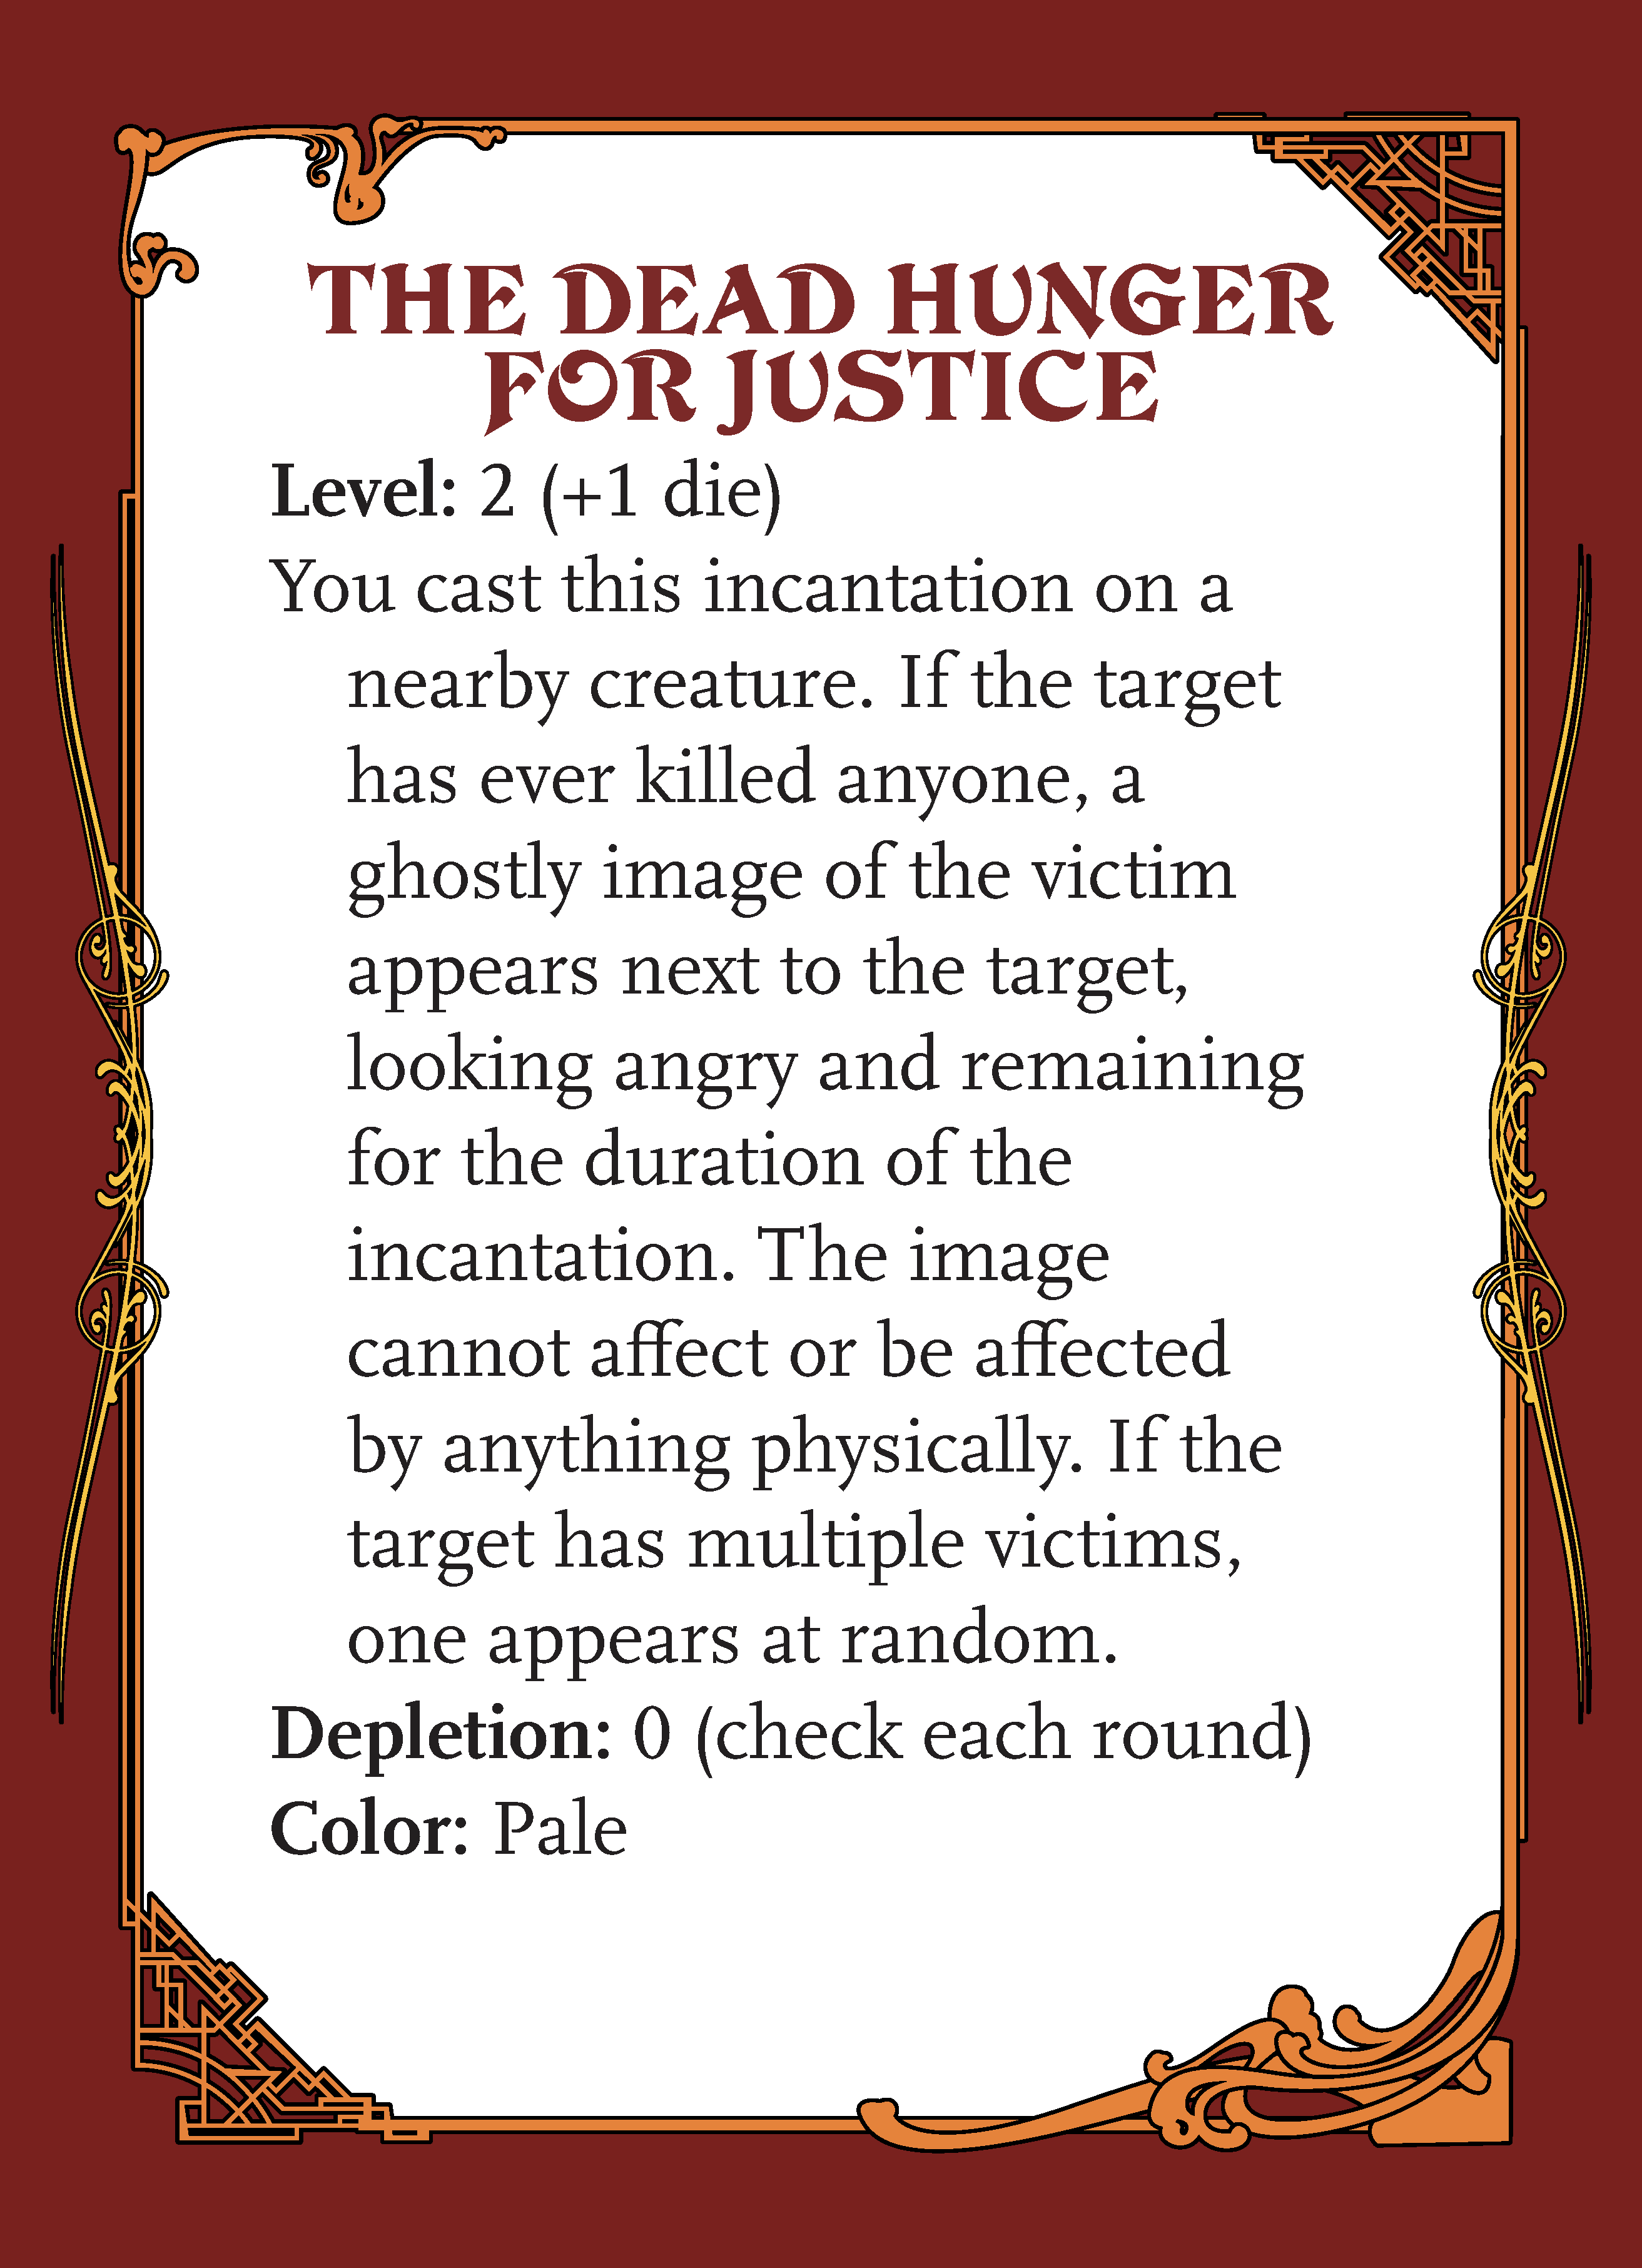 THE DEAD HUNGER
FOR JUSTICE
Level: 2 (+1 die)
You cast this incantation on a
nearby creature. If the target
has ever killed anyone, a
ghostly image of the victim
appears next to the target,
looking angry and remaining
for the duration of the
incantation. The image
cannot affect or be affected
by anything physically. If the
target has multiple victims,
one appears at random.
Depletion: 0 (check each round)
Color: Pale